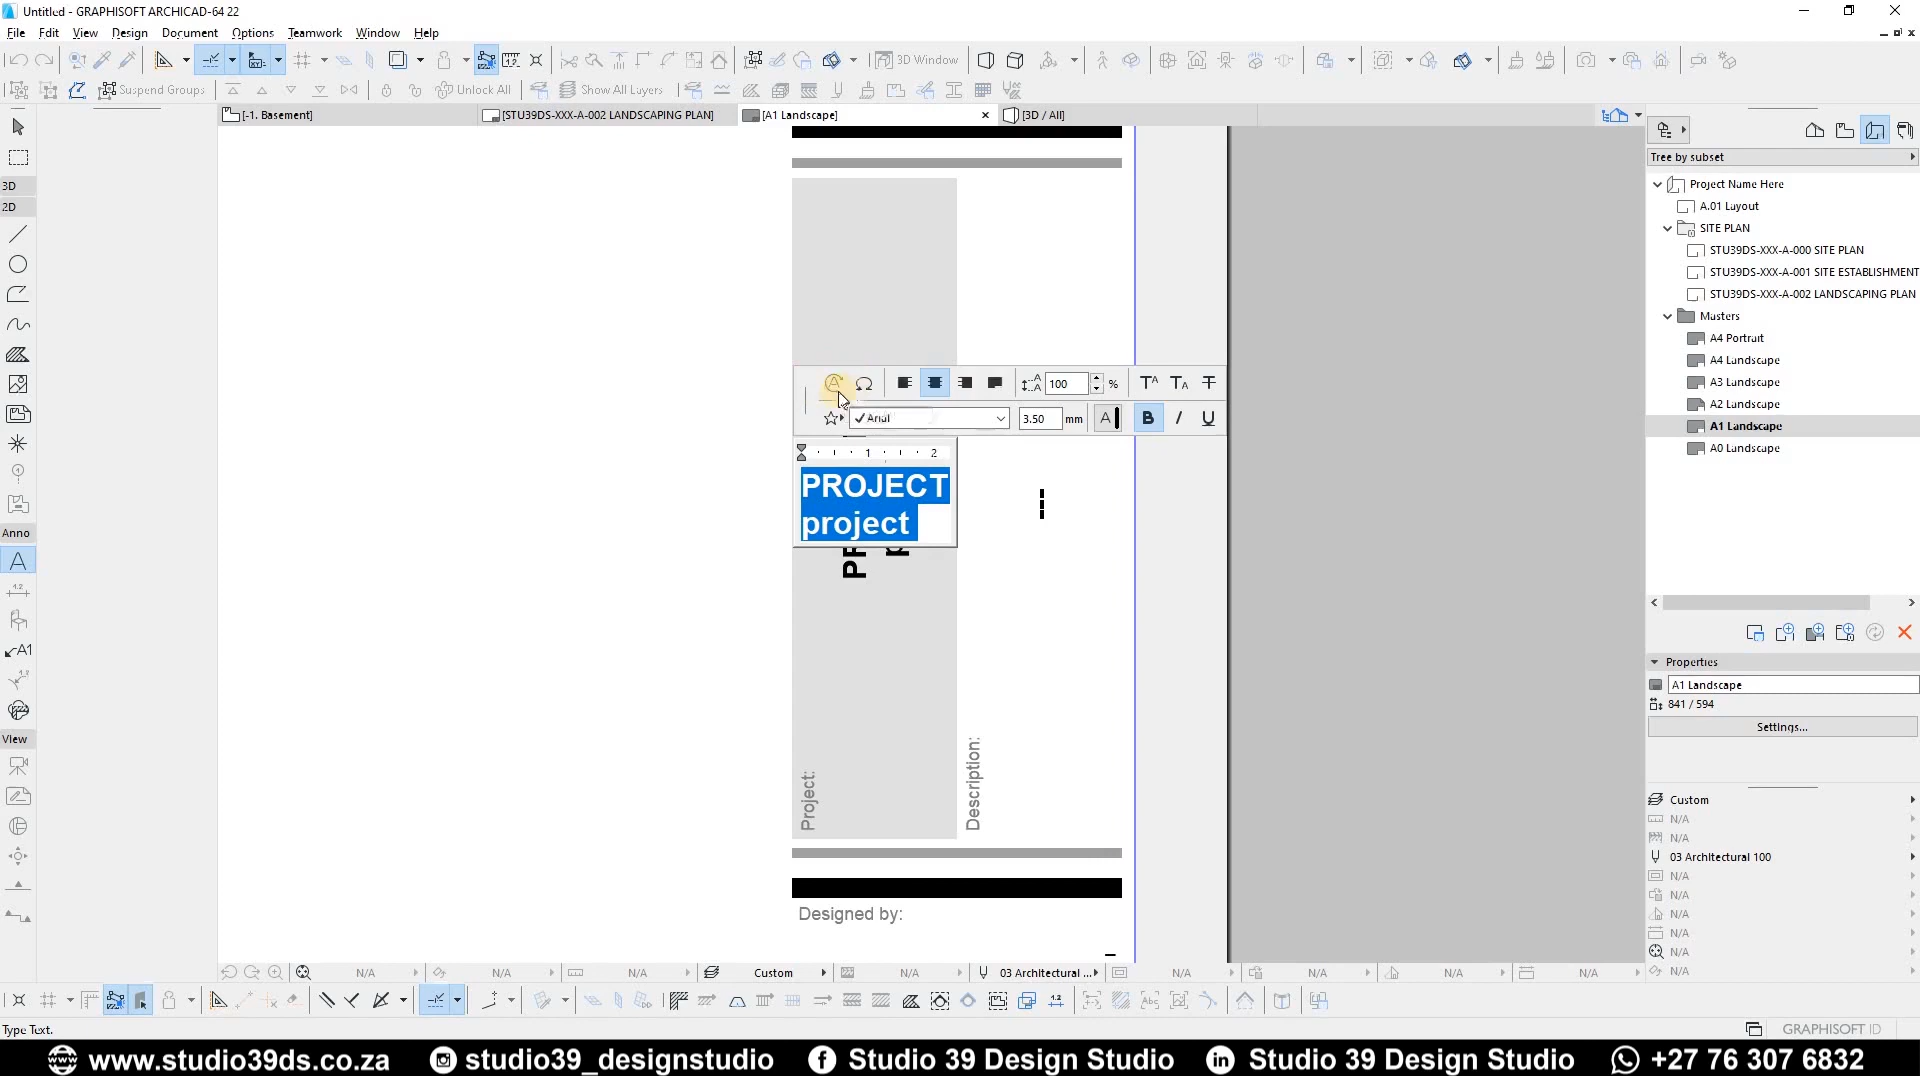 Untitled - GRAPHISOFT ARCHICAD-64 22
File Edit View Design Document Options Teamwork Window Help
3D Window
Suspend Groups
Unlock All
Show All Layers
[-1. Basement]
[STU39DS-XXX-A-002 LANDSCAPING PLAN]
[A1 Landscape]
[3D / All]
3D
2D
Anno
View
Tree by subset
Project Name Here
A.01 Layout
SITE PLAN
STU39DS-XXX-A-000 SITE PLAN
STU39DS-XXX-A-001 SITE ESTABLISHMENT
STU39DS-XXX-A-002 LANDSCAPING PLAN
Masters
A4 Portrait
A4 Landscape
A3 Landscape
A2 Landscape
A1 Landscape
A0 Landscape
100 %
Arial
3.50 mm
A B I U
1 2
PROJECT
project
Project:
Description:
Designed by:
Properties
A1 Landscape
841 / 594
Settings...
Custom
N/A
N/A
03 Architectural 100
N/A
N/A
N/A
N/A
N/A
N/A
N/A N/A N/A Custom N/A 03 Architectural ... N/A N/A N/A N/A
Type Text.
GRAPHISOFT ID
www.studio39ds.co.za studio39_designstudio Studio 39 Design Studio Studio 39 Design Studio +27 76 307 6832